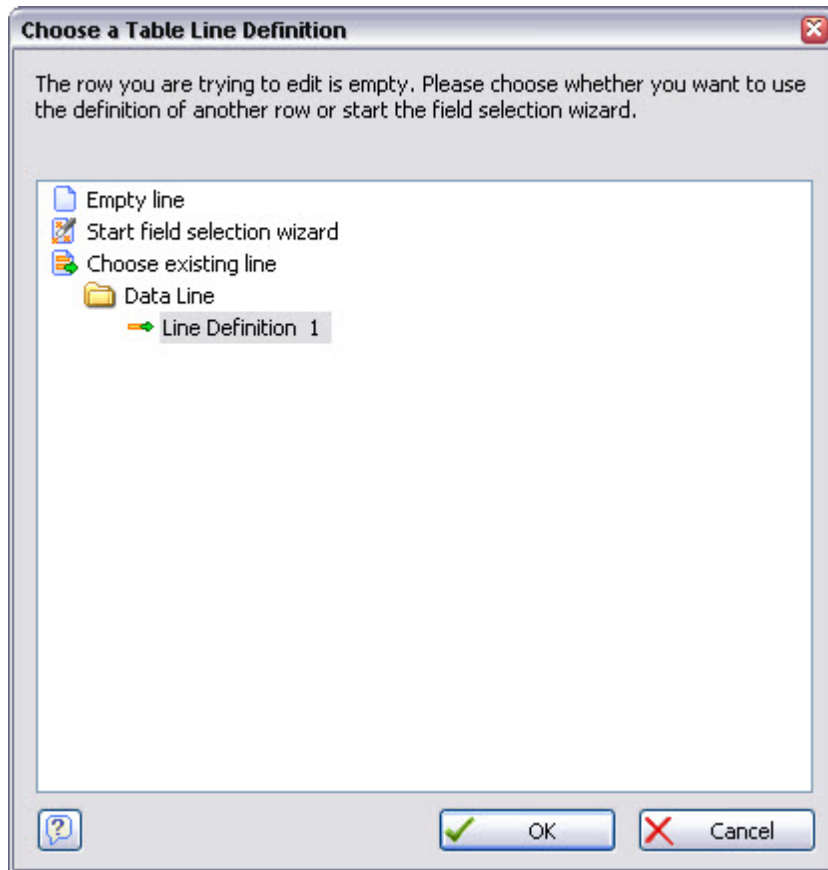 Choose a Table Line Definition
The row you are trying to edit is empty. Please choose whether you want to use
the definition of another row or start the field selection wizard.
Empty line
Start field selection wizard
Choose existing line
Data Line
Line Definition 1
?
OK
Cancel